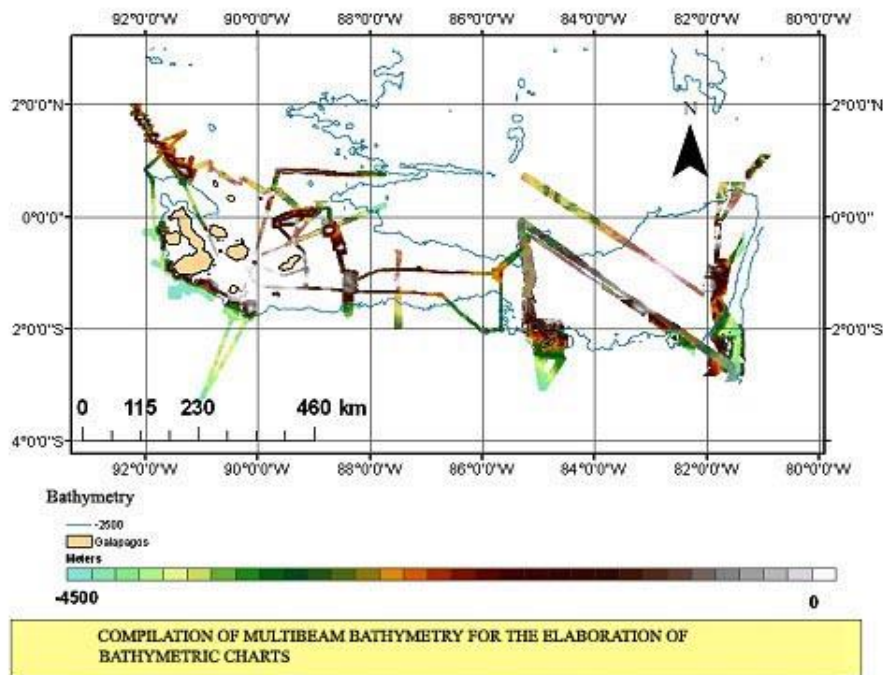 92°0'0"W 90°0'0"W 88°0'0"W 86°0'0"W 84°0'0"W 82°0'0"W 80°0'0"W
N
2°0'0"N 2°0'0"N
0°0'0" 0°0'0"
2°0'0"S 2°0'0"S
0 115 230 460 km
4°0'0"S 4°0'0"S
92°0'0"W 90°0'0"W 88°0'0"W 86°0'0"W 84°0'0"W 82°0'0"W 80°0'0"W
Bathymetry
-2500
Galapagos
Meters
-4500 0
COMPILATION OF MULTIBEAM BATHYMETRY FOR THE ELABORATION OF
BATHYMETRIC CHARTS